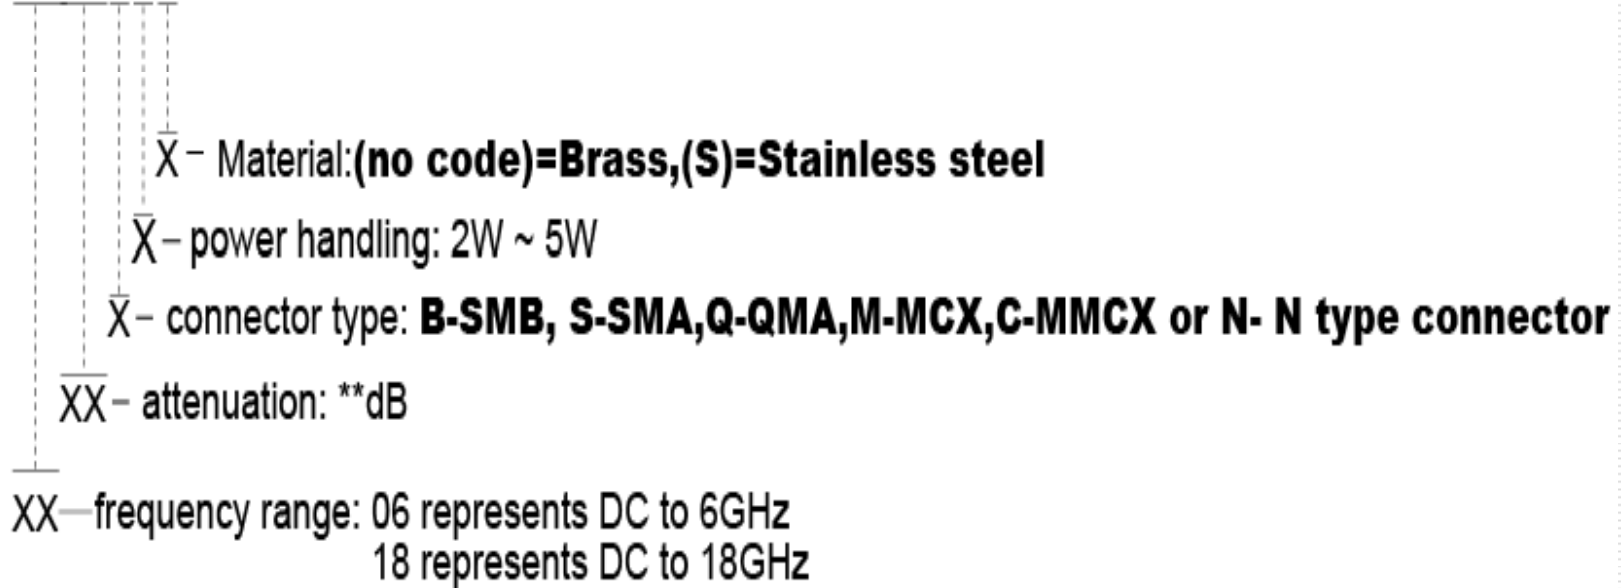 X- Material:(no code)=Brass,(S)=Stainless steel
X- power handling: 2W ~ 5W
X- connector type: B-SMB, S-SMA,Q-QMA,M-MCX,C-MMCX or N- N type connector
XX- attenuation: **dB
XX—frequency range: 06 represents DC to 6GHz
18 represents DC to 18GHz